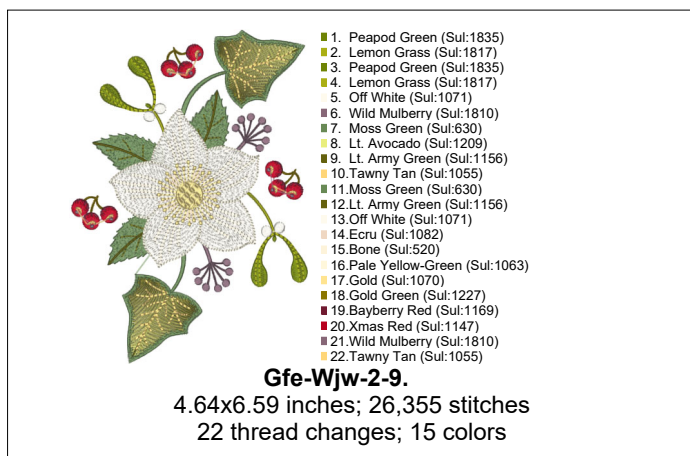 1. Peapod Green (Sul:1835)
2. Lemon Grass (Sul:1817)
3. Peapod Green (Sul:1835)
4. Lemon Grass (Sul:1817)
5. Off White (Sul:1071)
6. Wild Mulberry (Sul:1810)
7. Moss Green (Sul:630)
8. Lt. Avocado (Sul:1209)
9. Lt. Army Green (Sul:1156)
10.Tawny Tan (Sul:1055)
11.Moss Green (Sul:630)
12.Lt. Army Green (Sul:1156)
13.Off White (Sul:1071)
14.Ecru (Sul:1082)
15.Bone (Sul:520)
16.Pale Yellow-Green (Sul:1063)
17.Gold (Sul:1070)
18.Gold Green (Sul:1227)
19.Bayberry Red (Sul:1169)
20.Xmas Red (Sul:1147)
21.Wild Mulberry (Sul:1810)
22.Tawny Tan (Sul:1055)
Gfe-Wjw-2-9.
4.64x6.59 inches; 26,355 stitches
22 thread changes; 15 colors